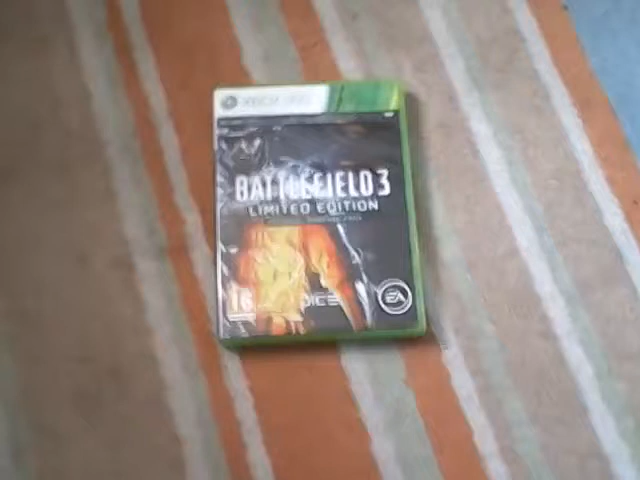 XBOX 360
BATTLEFIELD 3
LIMITED EDITION
16
DICE
EA